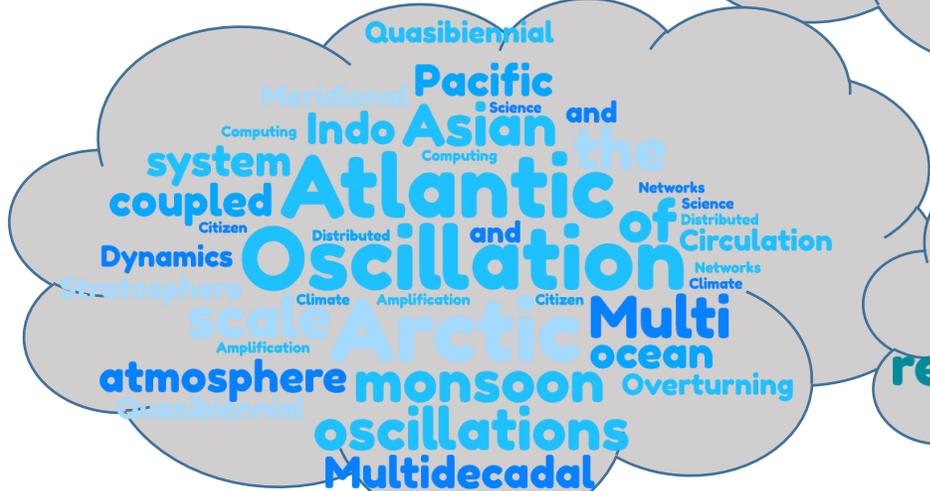 Quasibiennial
Pacific
Meridional
Science
Indo Asian and
Computing
the
system
Computing
Atlantic
Networks
coupled
Science
of
Distributed
Citizen
Distributed
and
Circulation
Dynamics
Oscillation
Networks
Climate
Stratosphere
Climate Amplification Citizen
scale Arctic Multi
Amplification
ocean
atmosphere monsoon Overturning
Quasibiennial
oscillations
Multidecadal
re